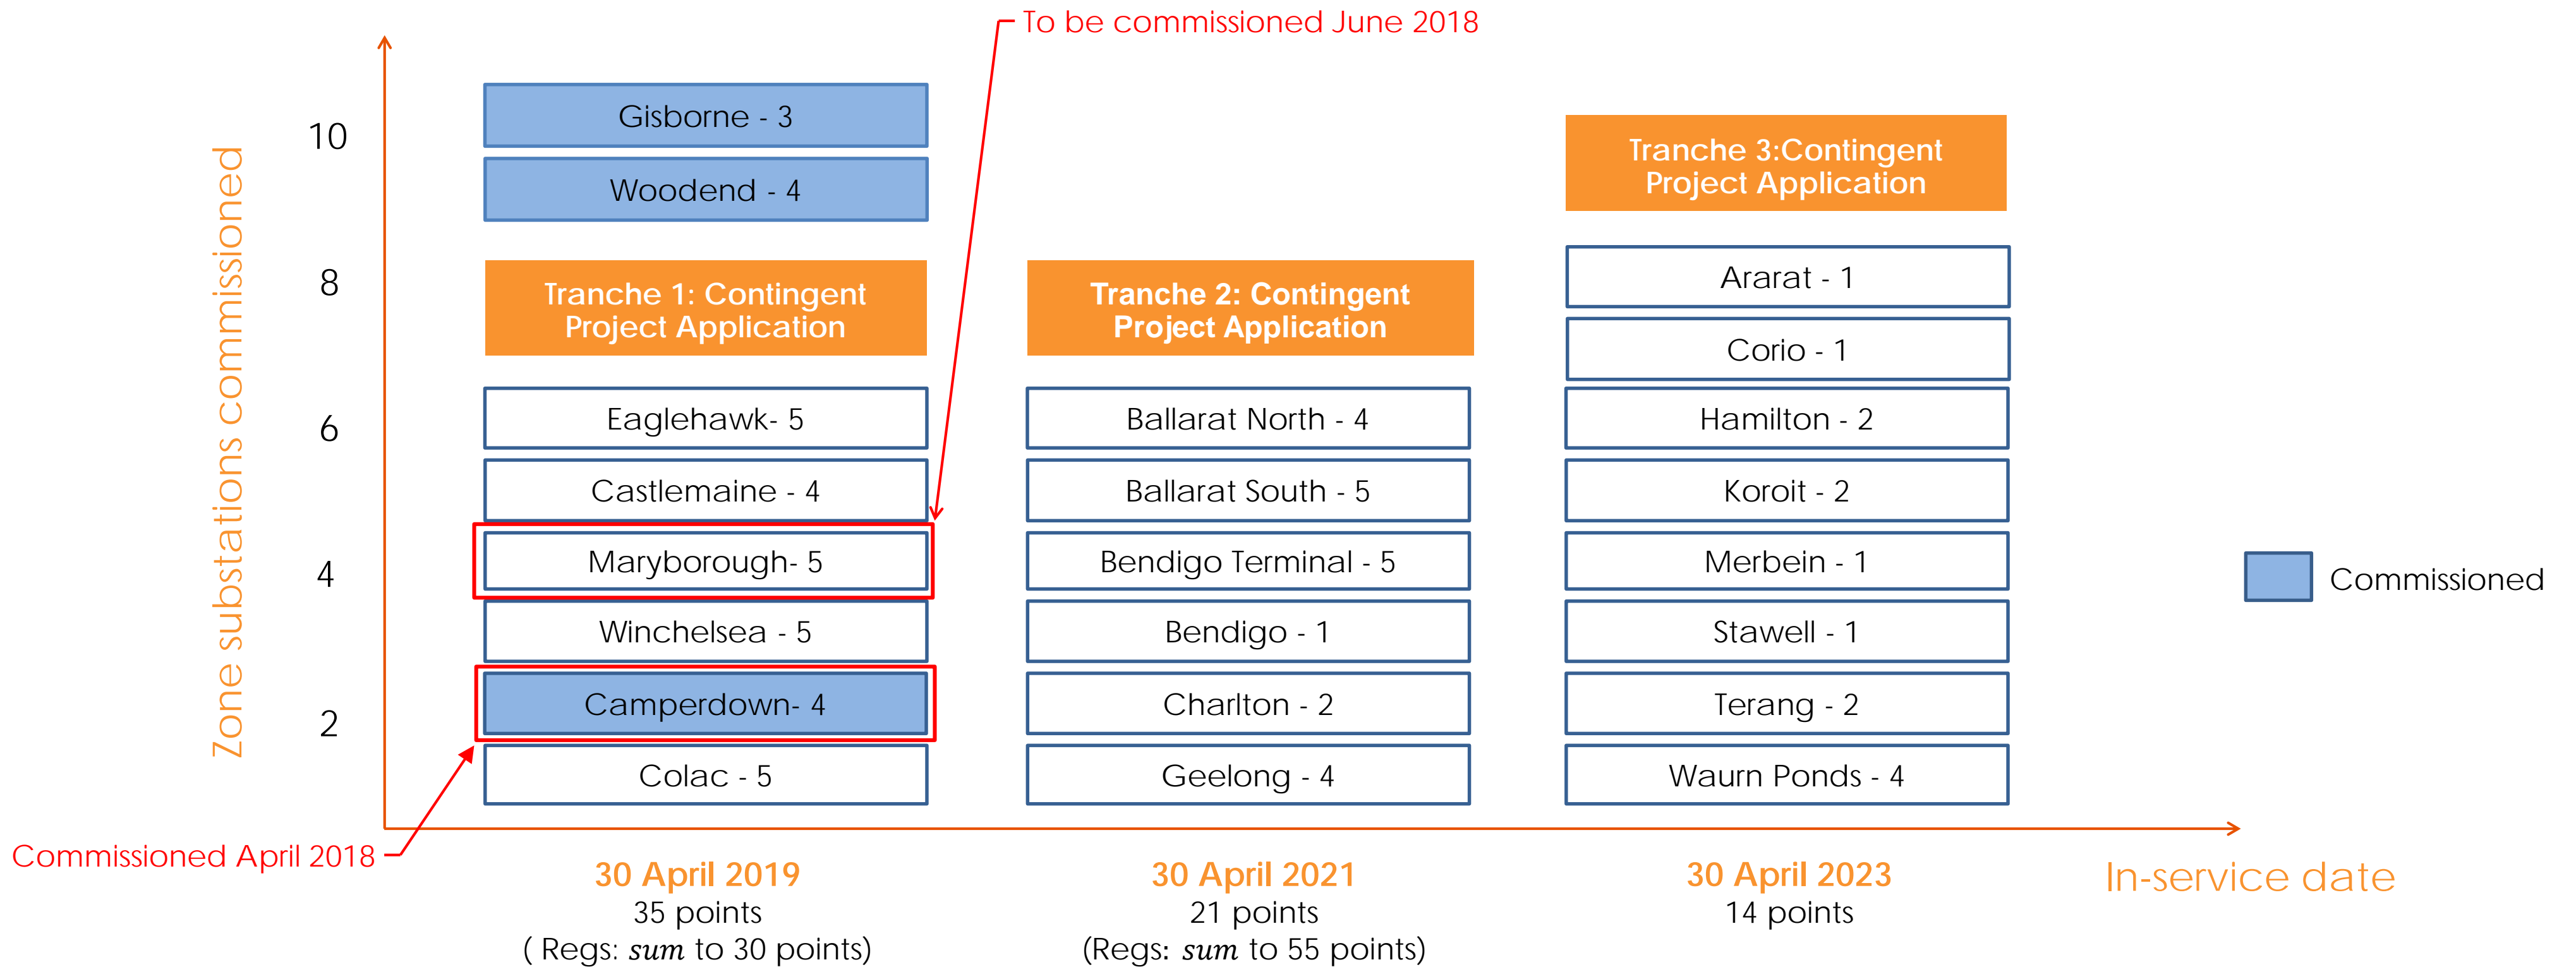 To be commissioned June 2018
Zone substations commissioned
10
8
6
4
2
Gisborne - 3
Woodend - 4
Tranche 1: Contingent
Project Application
Eaglehawk- 5
Castlemaine - 4
Maryborough- 5
Winchelsea - 5
Camperdown- 4
Colac - 5
Tranche 2: Contingent
Project Application
Ballarat North - 4
Ballarat South - 5
Bendigo Terminal - 5
Bendigo - 1
Charlton - 2
Geelong - 4
Tranche 3:Contingent
Project Application
Ararat - 1
Corio - 1
Hamilton - 2
Koroit - 2
Merbein - 1
Stawell - 1
Terang - 2
Waurn Ponds - 4
Commissioned
Commissioned April 2018
30 April 2019
35 points
( Regs: sum to 30 points)
30 April 2021
21 points
(Regs: sum to 55 points)
30 April 2023
14 points
In-service date